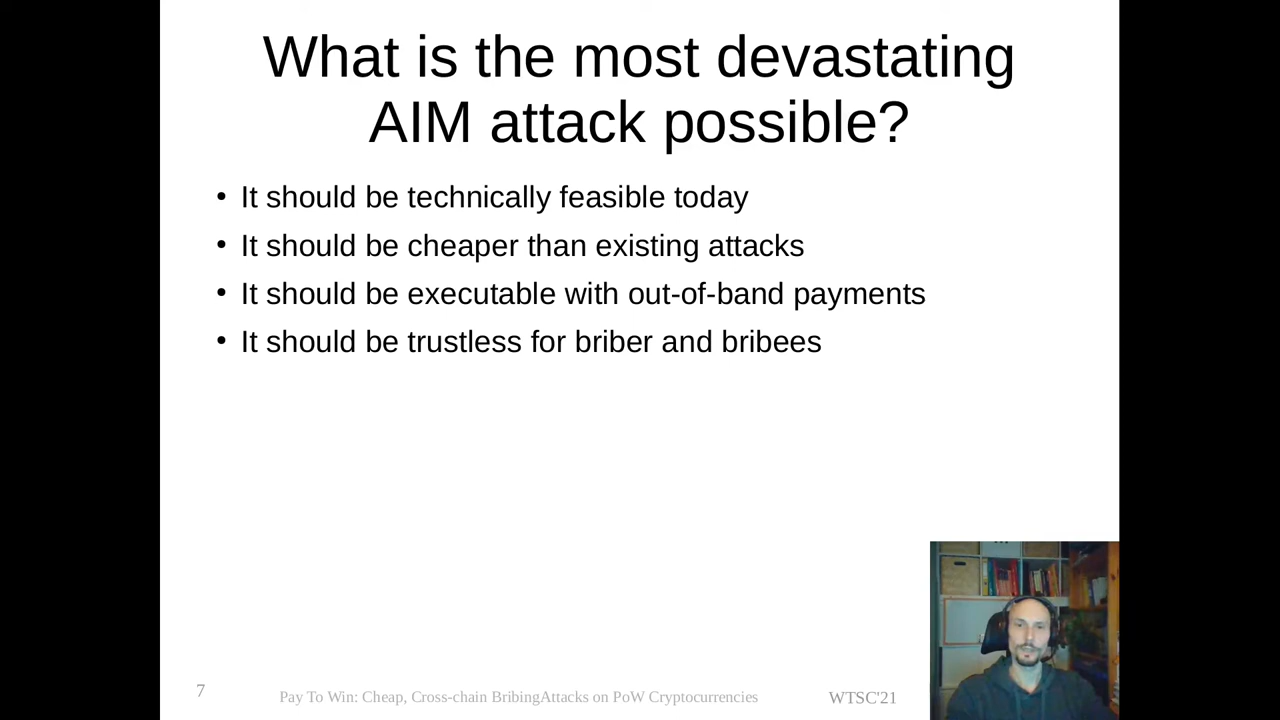 What is the most devastating
AIM attack possible?
• It should be technically feasible today
• It should be cheaper than existing attacks
• It should be executable with out-of-band payments
• It should be trustless for briber and bribees
7
Pay To Win: Cheap, Cross-chain BribingAttacks on PoW Cryptocurrencies
WTSC'21